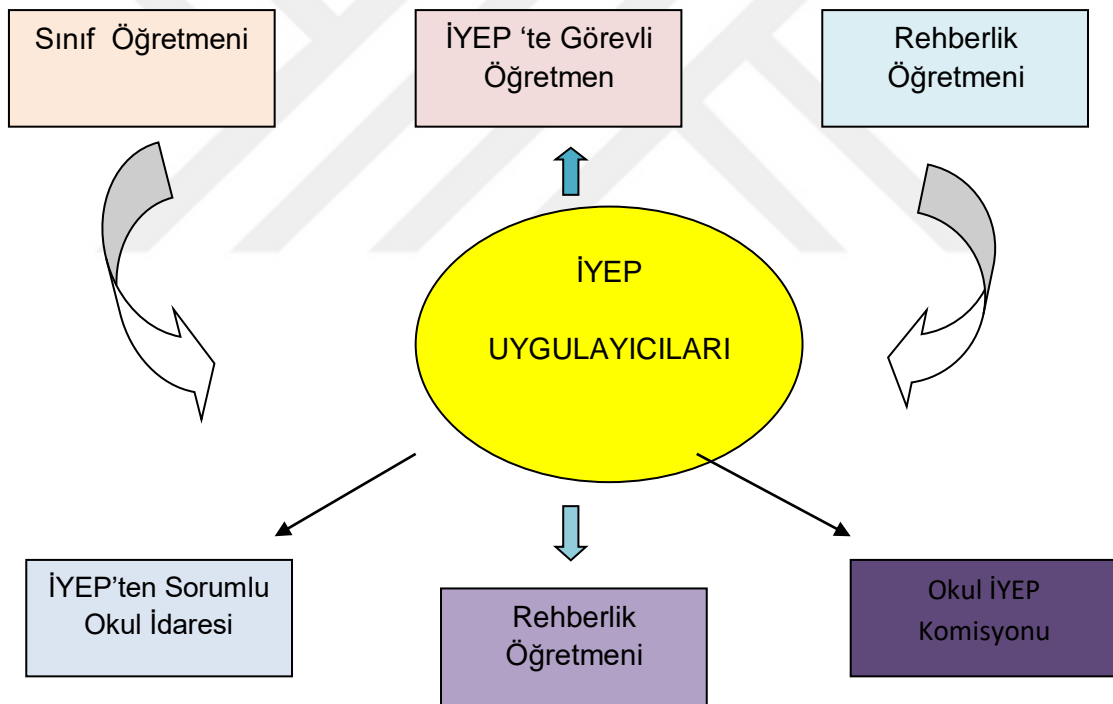 Sınıf Öğretmeni
İYEP ‘te Görevli
Öğretmen
Rehberlik
Öğretmeni
İYEP
UYGULAYICILARI
İYEP’ten Sorumlu
Okul İdaresi
Rehberlik
Öğretmeni
Okul İYEP
Komisyonu